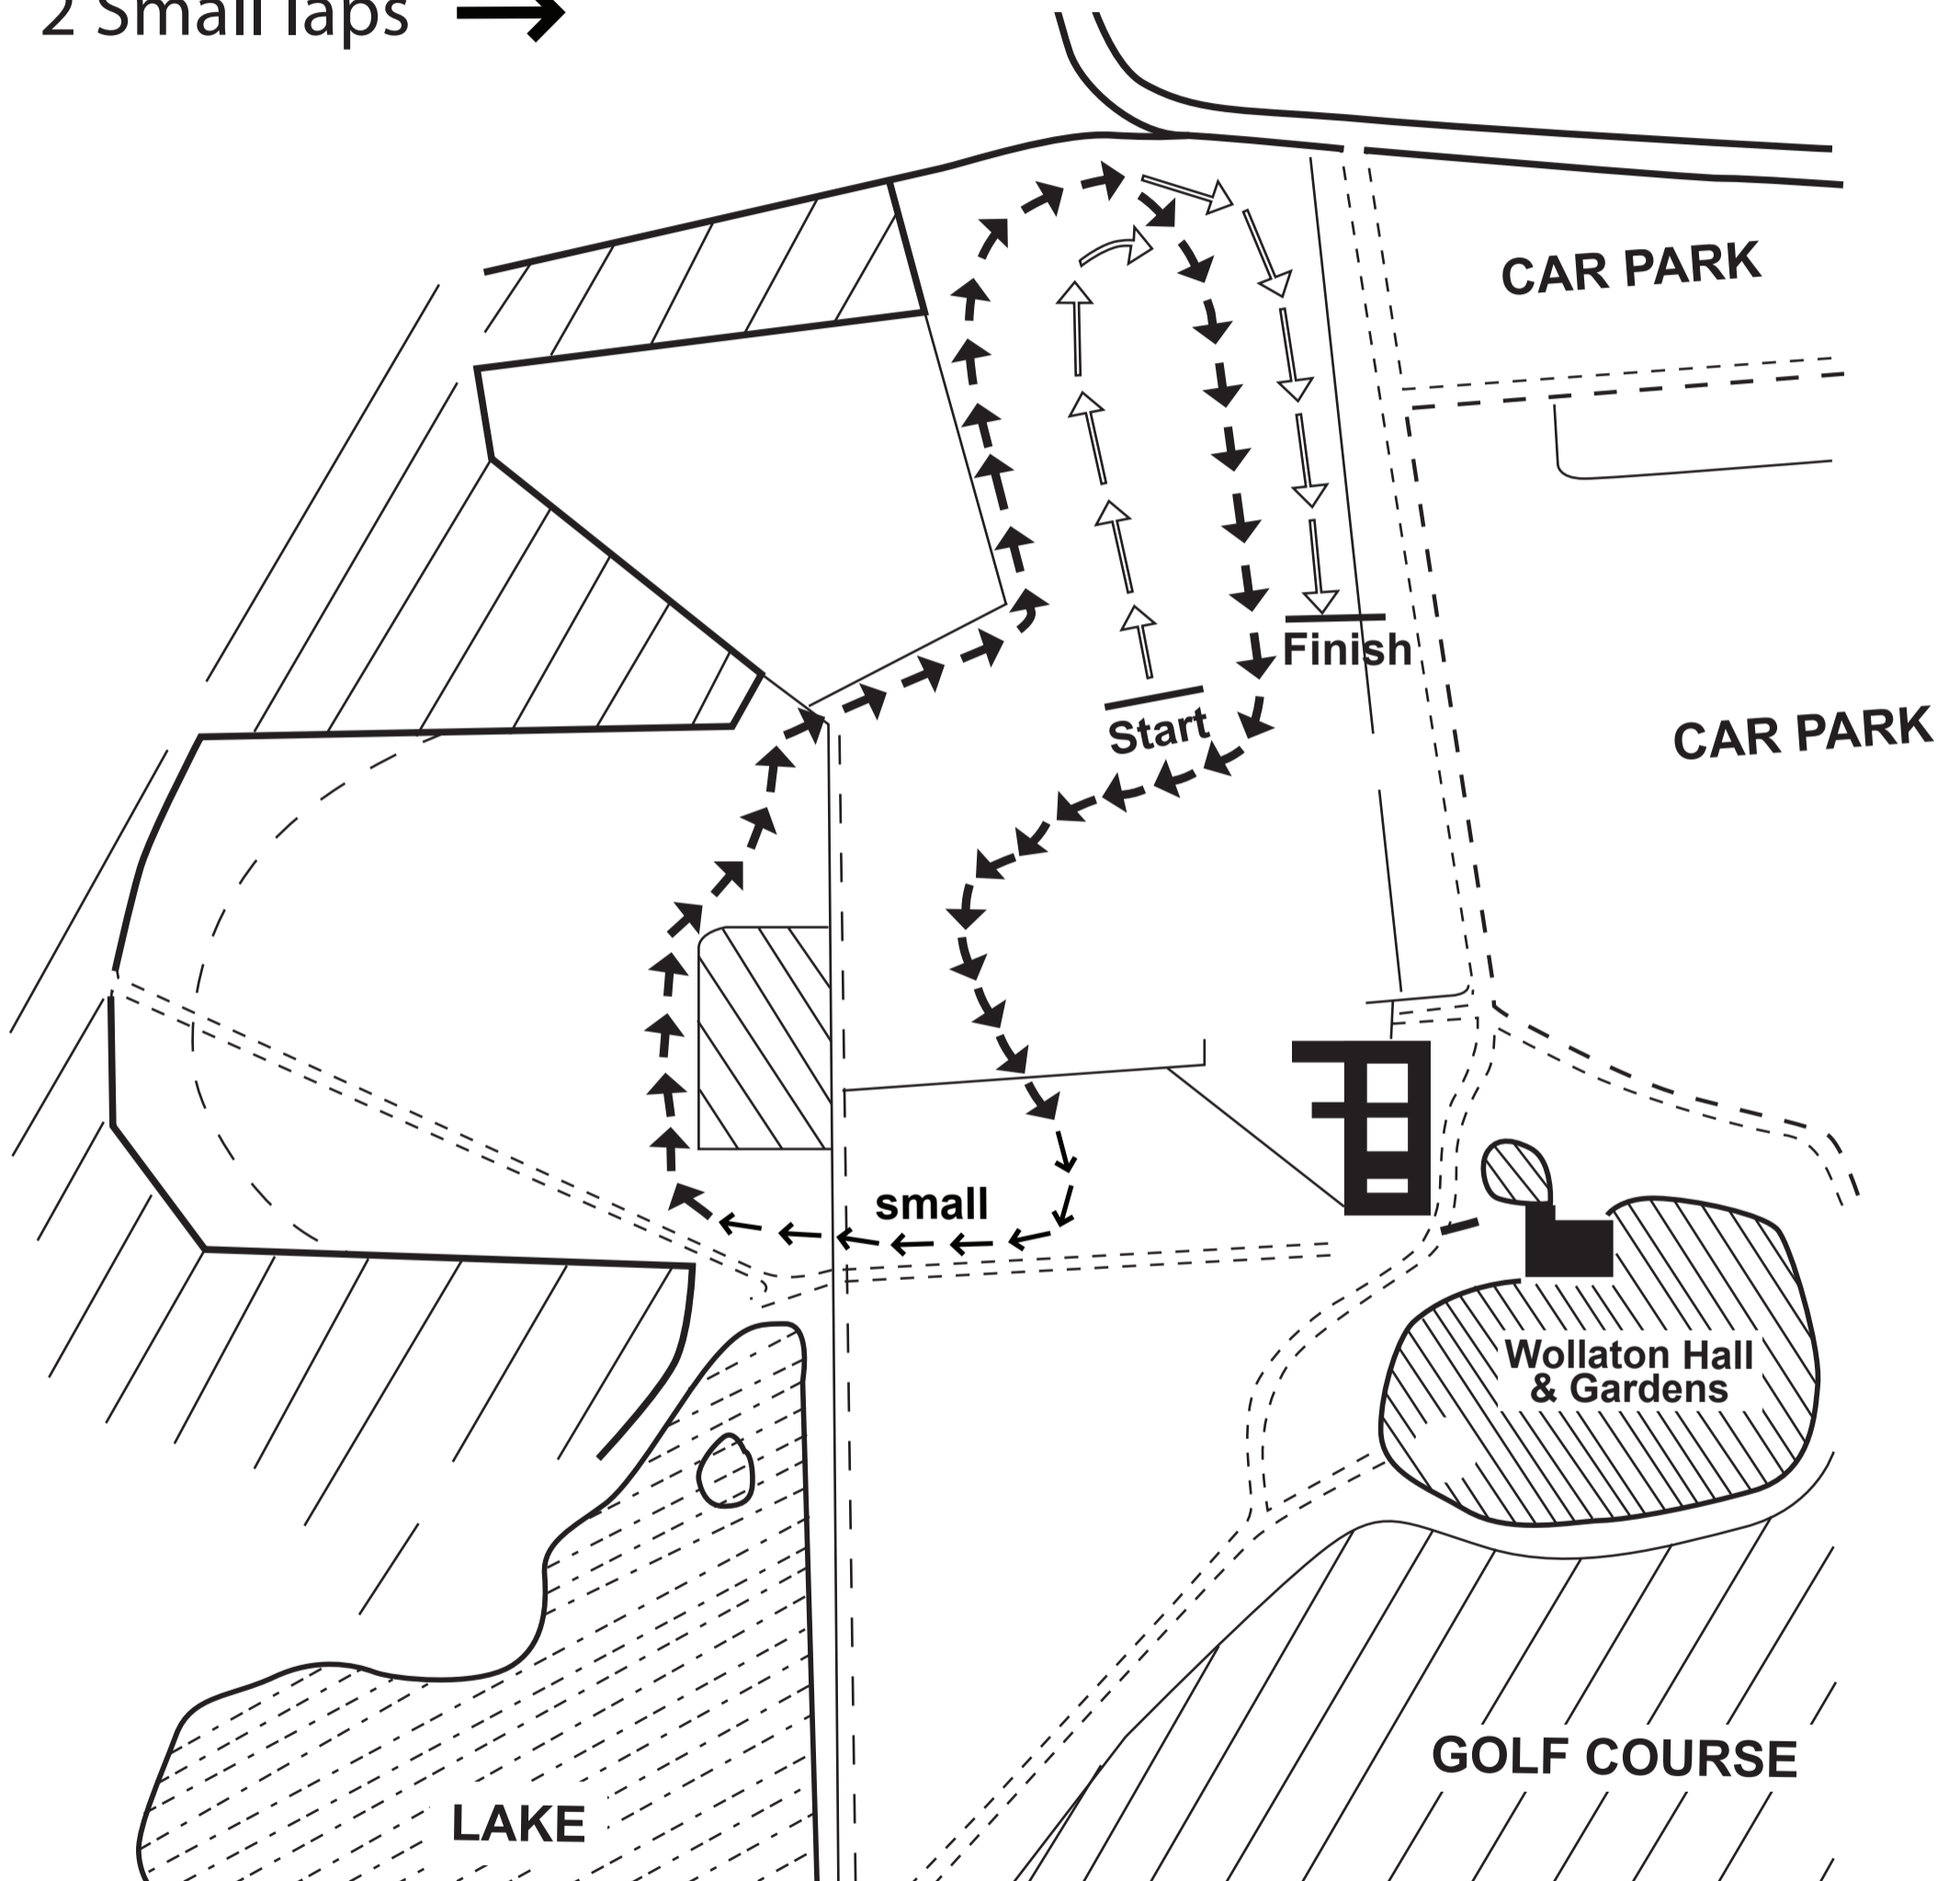 2 Small laps
CAR PARK
Finish
Start
CAR PARK
small
Wollaton Hall
& Gardens
GOLF COURSE
LAKE